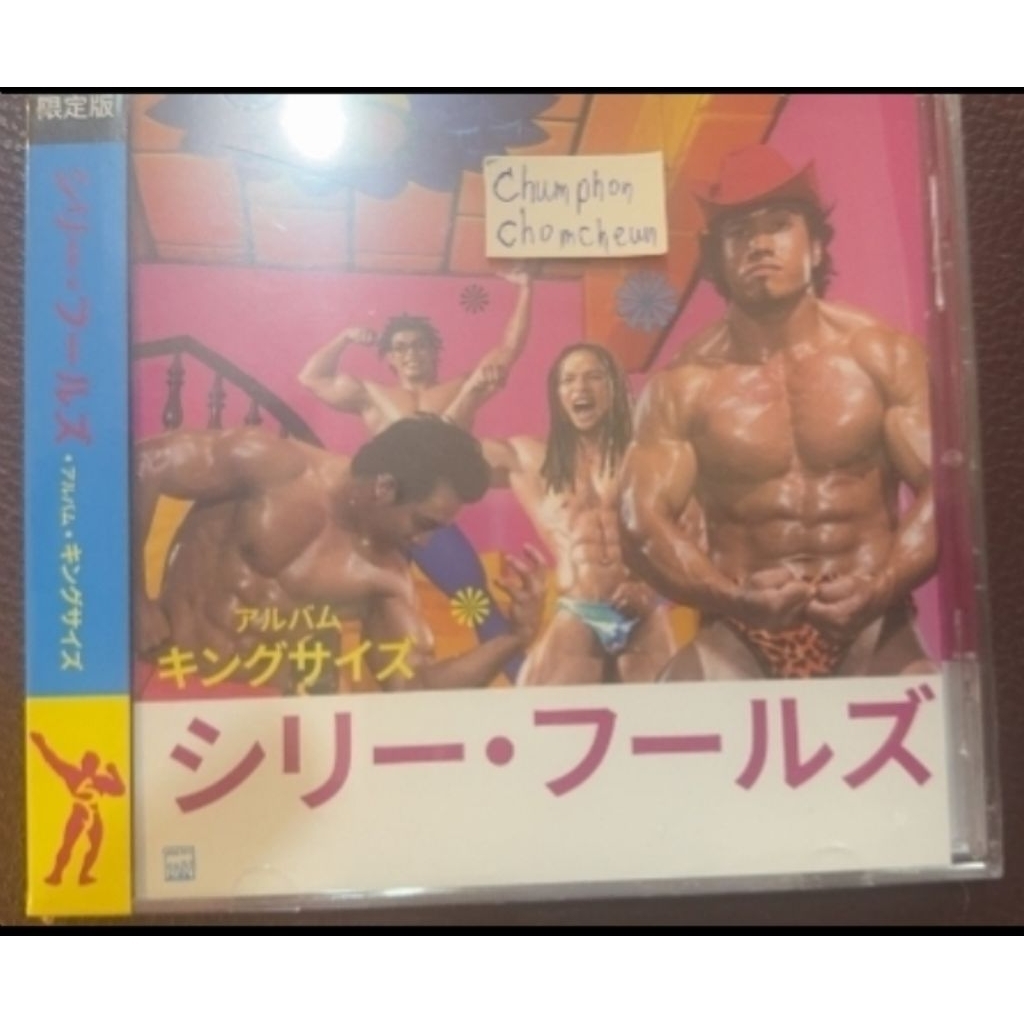 限定版
シリー・フールズ
・アルバム・キングサイズ
Chumphon
Chomcheun
アルバム
キングサイズ
シリー・フールズ